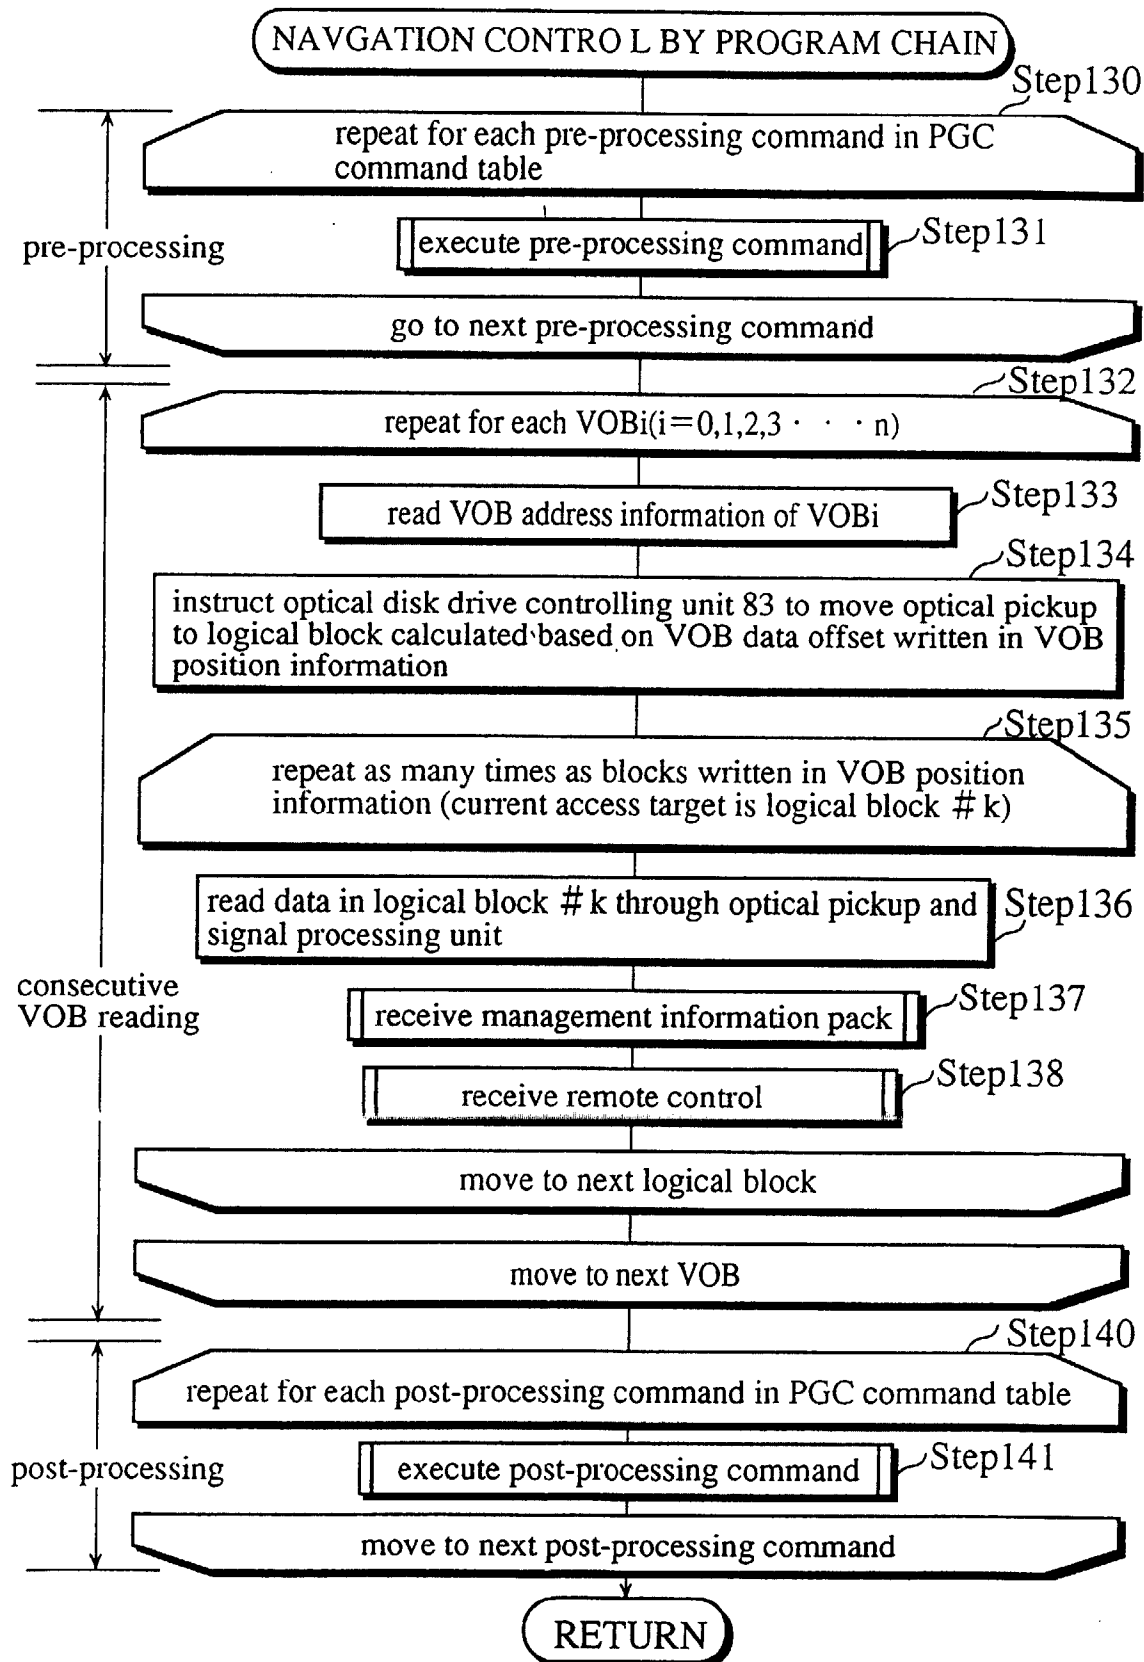 NAVGATION CONTRO L BY PROGRAM CHAIN
Step130
repeat for each pre-processing command in PGC
command table
pre-processing
execute pre-processing command
Step131
go to next pre-processing command
Step132
repeat for each VOBi(i=0,1,2,3 · · · n)
read VOB address information of VOBi
Step133
Step134
instruct optical disk drive controlling unit 83 to move optical pickup
to logical block calculated based on VOB data offset written in VOB
position information
Step135
repeat as many times as blocks written in VOB position
information (current access target is logical block # k)
read data in logical block # k through optical pickup and
signal processing unit
Step136
consecutive
VOB reading
receive management information pack
Step137
receive remote control
Step138
move to next logical block
move to next VOB
Step140
repeat for each post-processing command in PGC command table
post-processing
execute post-processing command
Step141
move to next post-processing command
RETURN